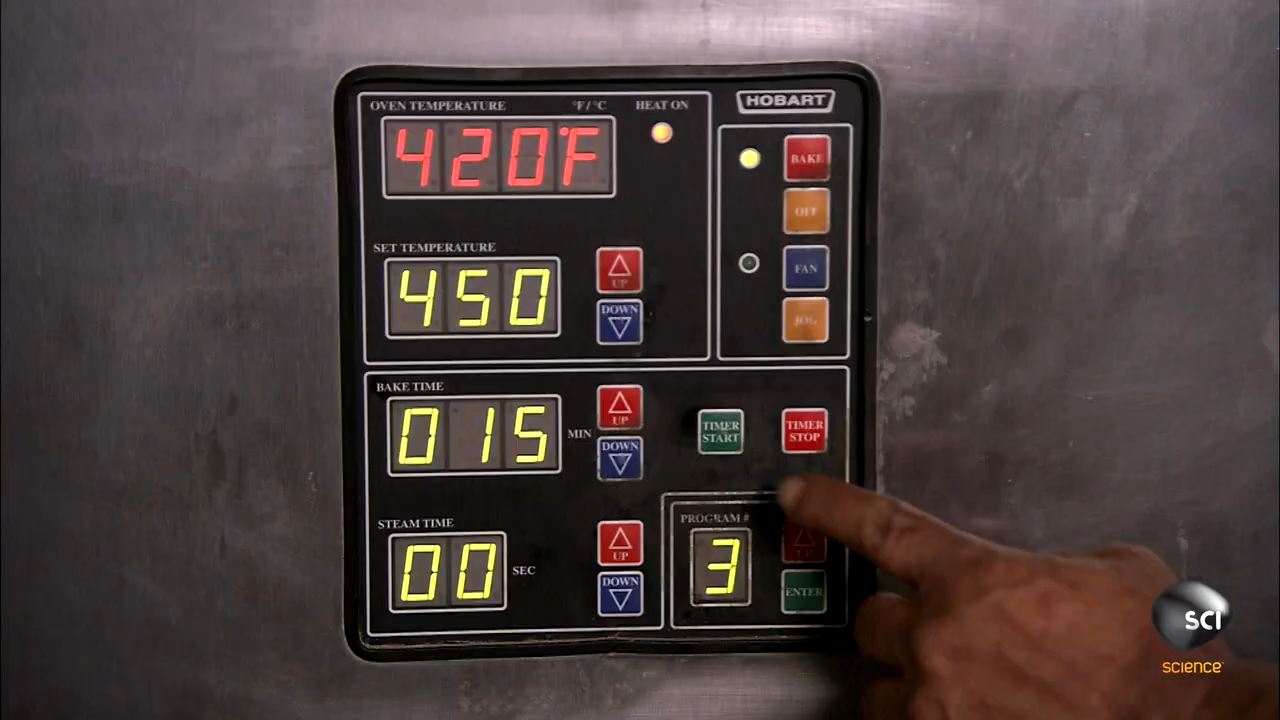 OVEN TEMPERATURE °F/°C HEAT ON
HOBART
420°F
BAKE
OFF
SET TEMPERATURE
450
UP
DOWN
FAN
JOG
BAKE TIME
015 MIN
UP
DOWN
TIMER START
TIMER STOP
STEAM TIME
00 SEC
UP
DOWN
PROGRAM #
3
UP
ENTER
SCI
SCIENCE